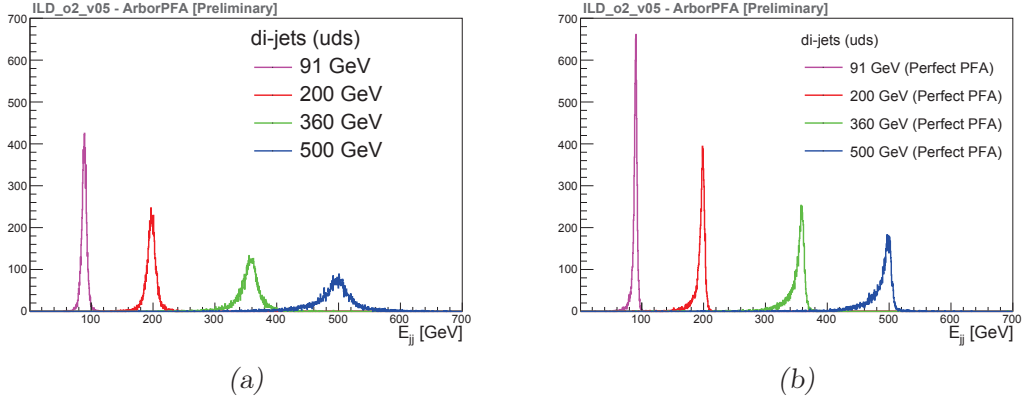 ILD_o2_v05 - ArborPFA [Preliminary]
700
600
500
400
300
200
100
0
di-jets (uds)
91 GeV
200 GeV
360 GeV
500 GeV
100 200 300 400 500 600 700
E_jj [GeV]
(a)
ILD_o2_v05 - ArborPFA [Preliminary]
700
600
500
400
300
200
100
0
di-jets (uds)
91 GeV (Perfect PFA)
200 GeV (Perfect PFA)
360 GeV (Perfect PFA)
500 GeV (Perfect PFA)
100 200 300 400 500 600 700
E_jj [GeV]
(b)